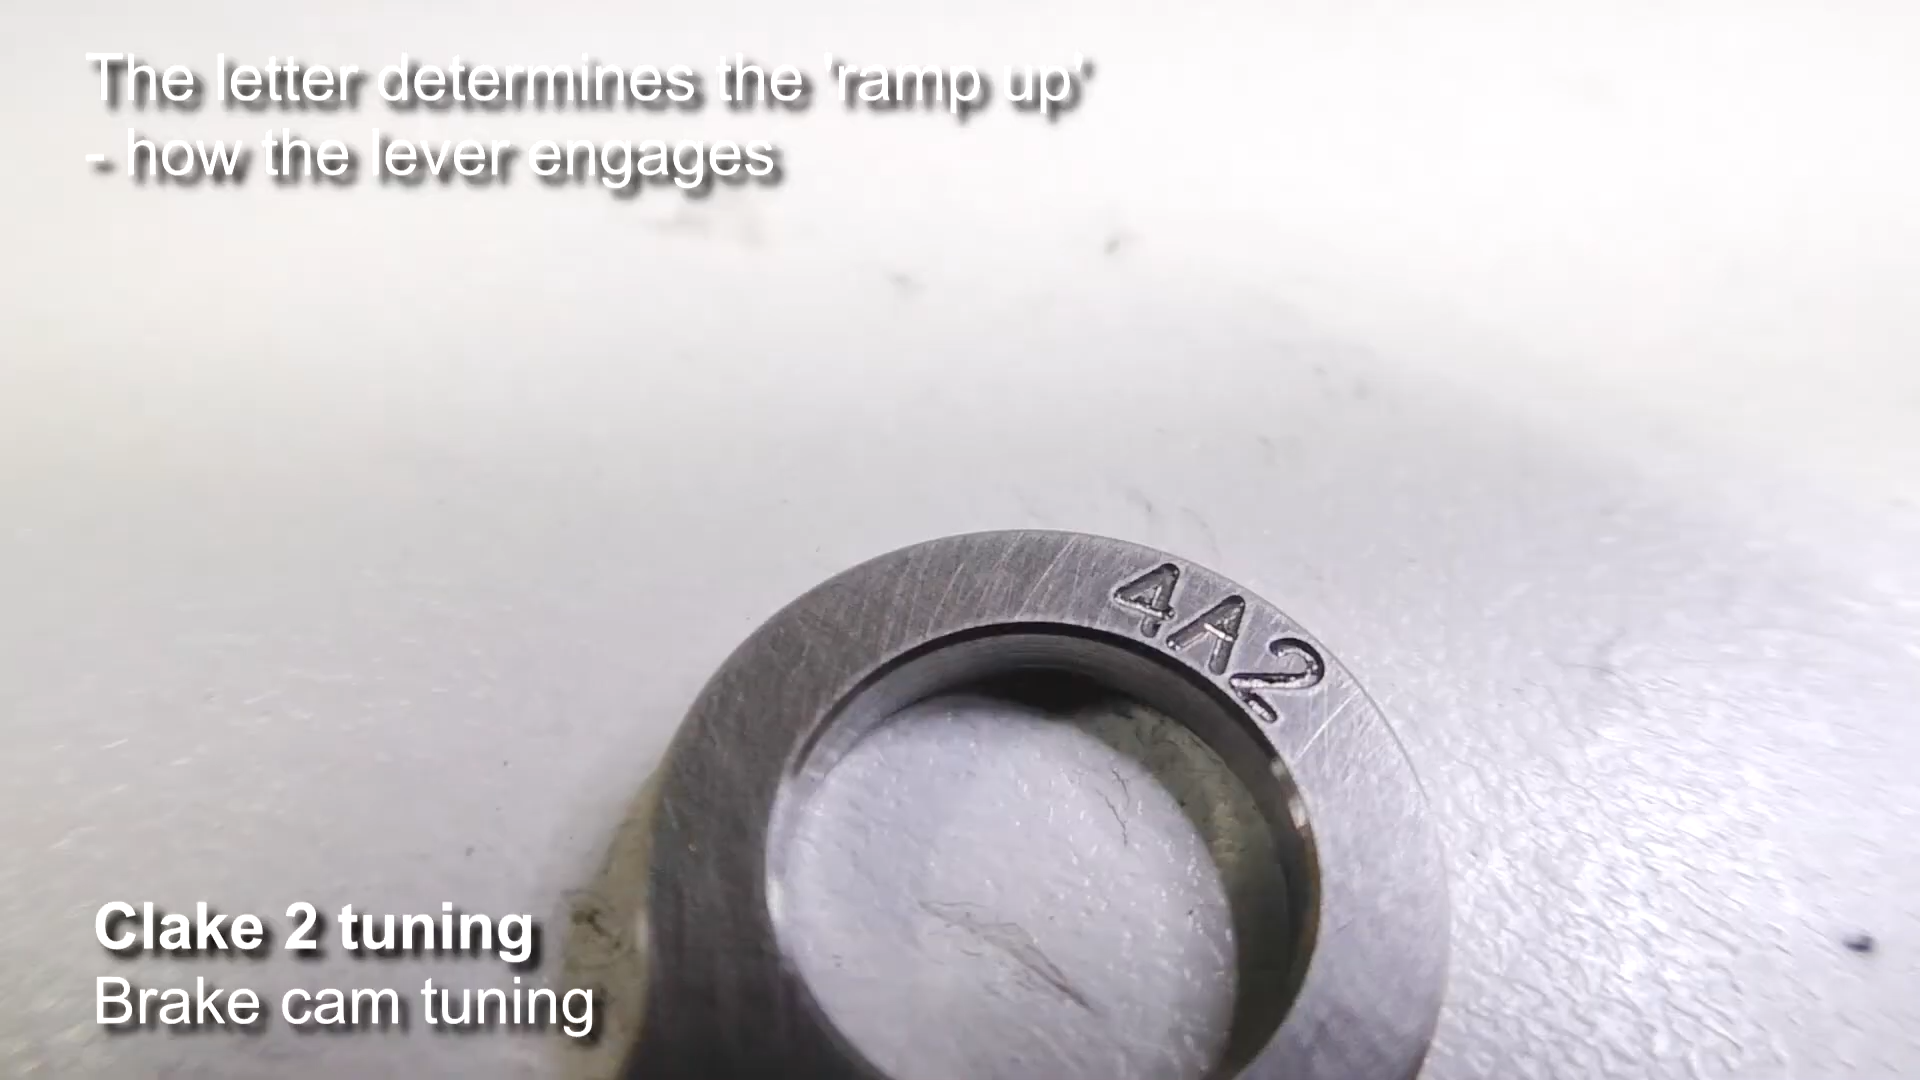 The letter determines the 'ramp up'
- how the lever engages
4A2
Clake 2 tuning
Brake cam tuning